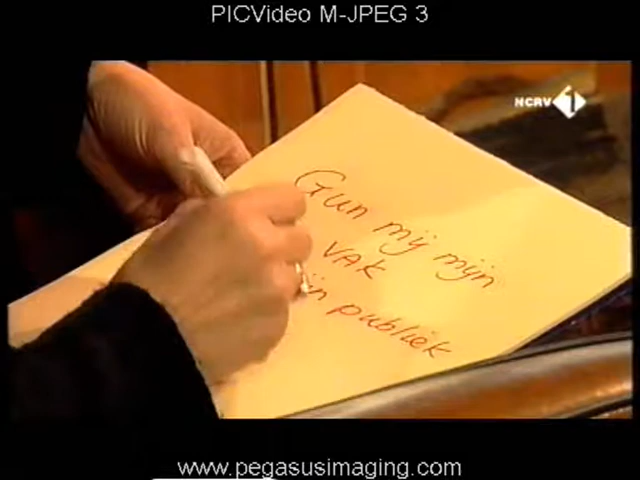 PICVideo M-JPEG 3
NCRV 1
Gun mij mijn
VAK
publiek
www.pegasusimaging.com